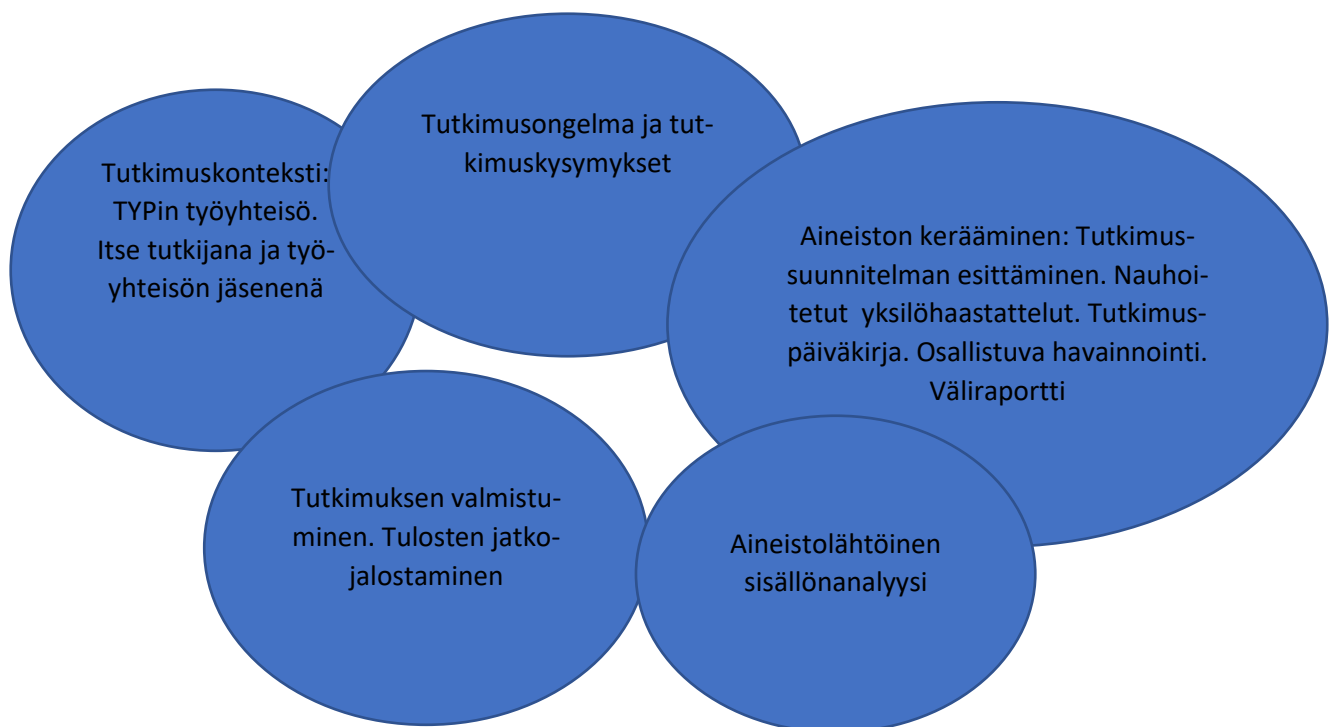 Tutkimuskonteksti:
TYPin työyhteisö.
Itse tutkijana ja työ-
yhteisön jäsenenä
Tutkimusongelma ja tut-
kimuskysymykset
Aineiston kerääminen: Tutkimus-
suunnitelman esittäminen. Nauhoi-
tetut yksilöhaastattelut. Tutkimus-
päiväkirja. Osallistuva havainnointi.
Väliraportti
Aineistolähtöinen
sisällönanalyysi
Tutkimuksen valmistu-
minen. Tulosten jatko-
jalostaminen